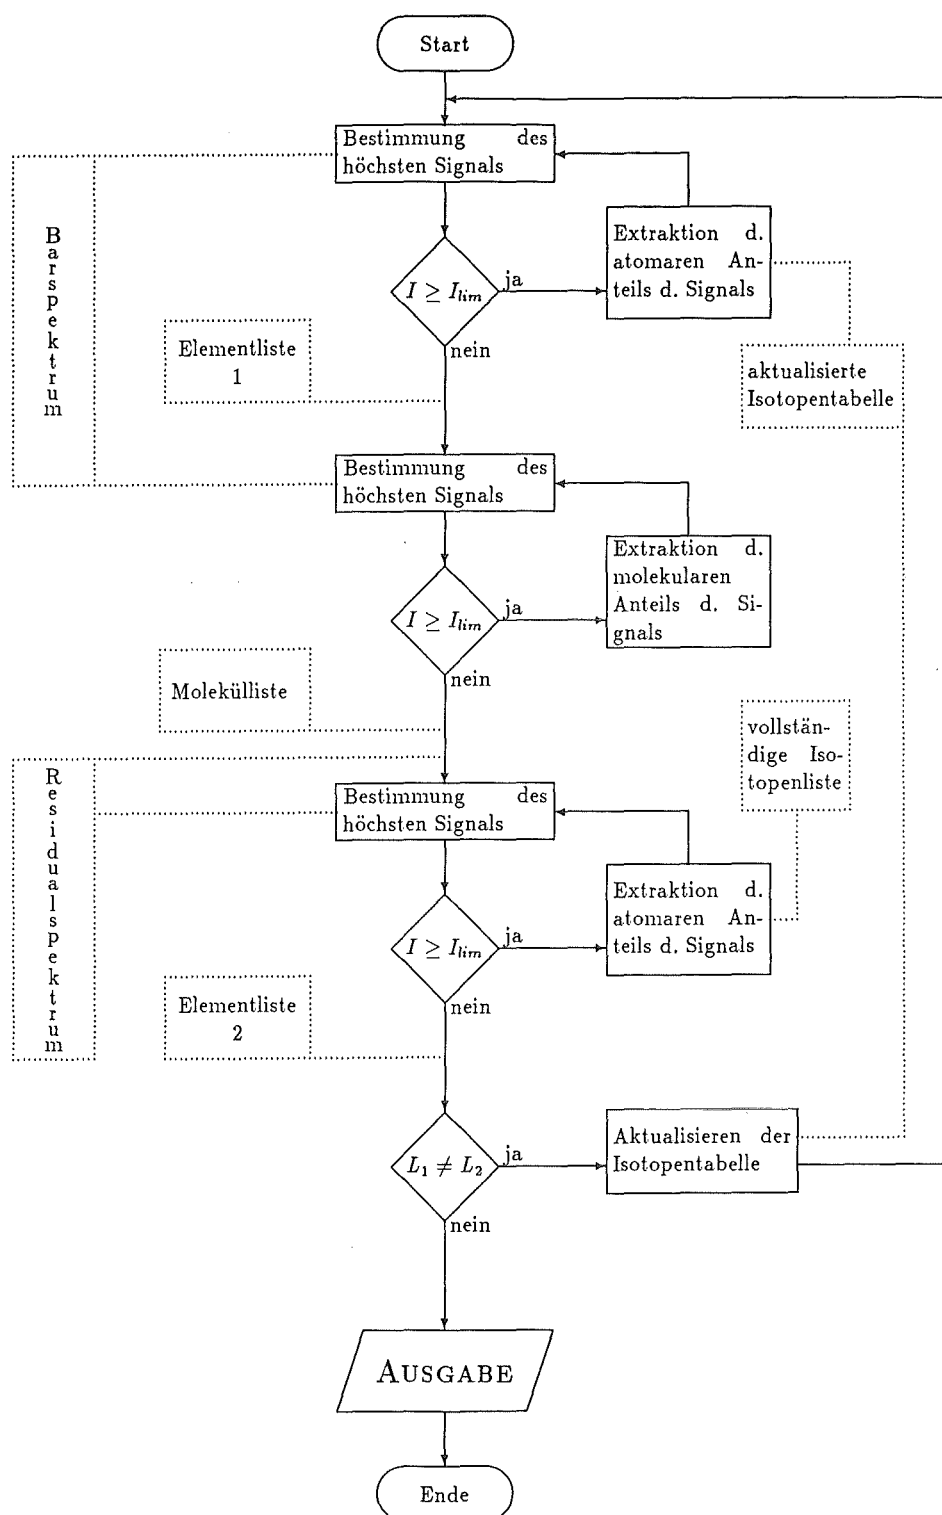 Start
Bestimmung des
höchsten Signals
Extraktion d.
atomaren An-
teils d. Signals
Barspektrum
I ≥ I_lim
ja
nein
Elementliste
1
aktualisierte
Isotopentabelle
Bestimmung des
höchsten Signals
Extraktion d.
molekularen
Anteils d. Si-
gnals
I ≥ I_lim
ja
nein
Molekülliste
vollstän-
dige Iso-
topenliste
Residualspektrum
Bestimmung des
höchsten Signals
Extraktion d.
atomaren An-
teils d. Signals
I ≥ I_lim
ja
nein
Elementliste
2
L₁ ≠ L₂
ja
nein
Aktualisieren der
Isotopentabelle
AUSGABE
Ende